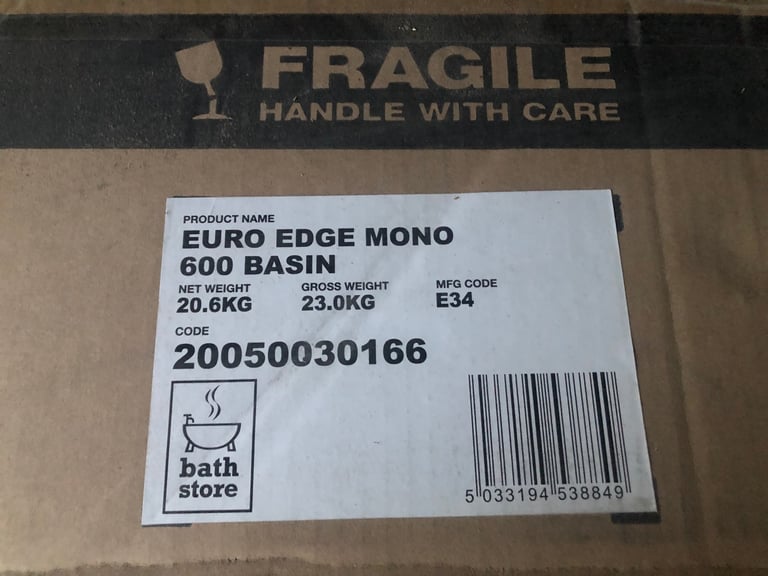 FRAGILE
HANDLE WITH CARE
PRODUCT NAME
EURO EDGE MONO
600 BASIN
NET WEIGHT GROSS WEIGHT MFG CODE
20.6KG 23.0KG E34
CODE
20050030166
bath
store
5 033194 538849